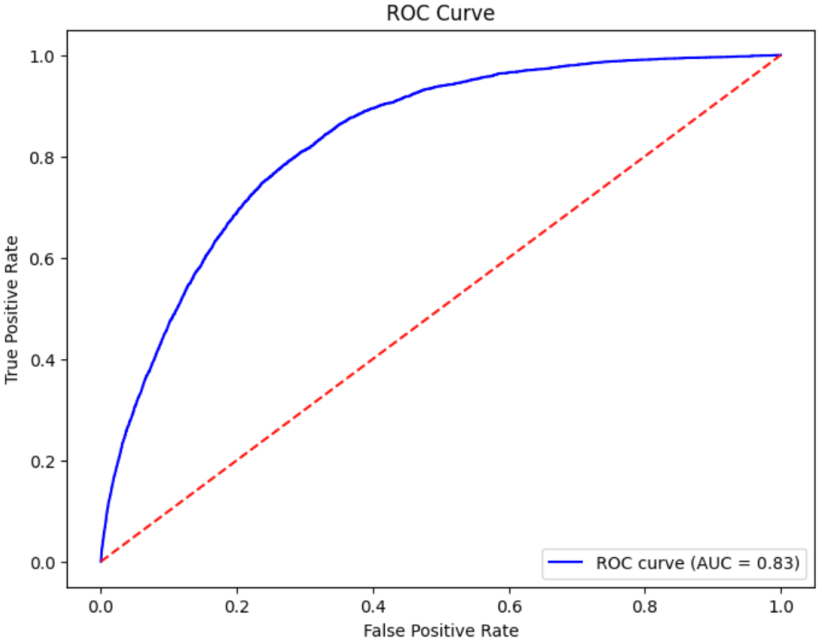 ROC Curve
True Positive Rate
1.0
0.8
0.6
0.4
0.2
0.0
ROC curve (AUC = 0.83)
0.0 0.2 0.4 0.6 0.8 1.0
False Positive Rate